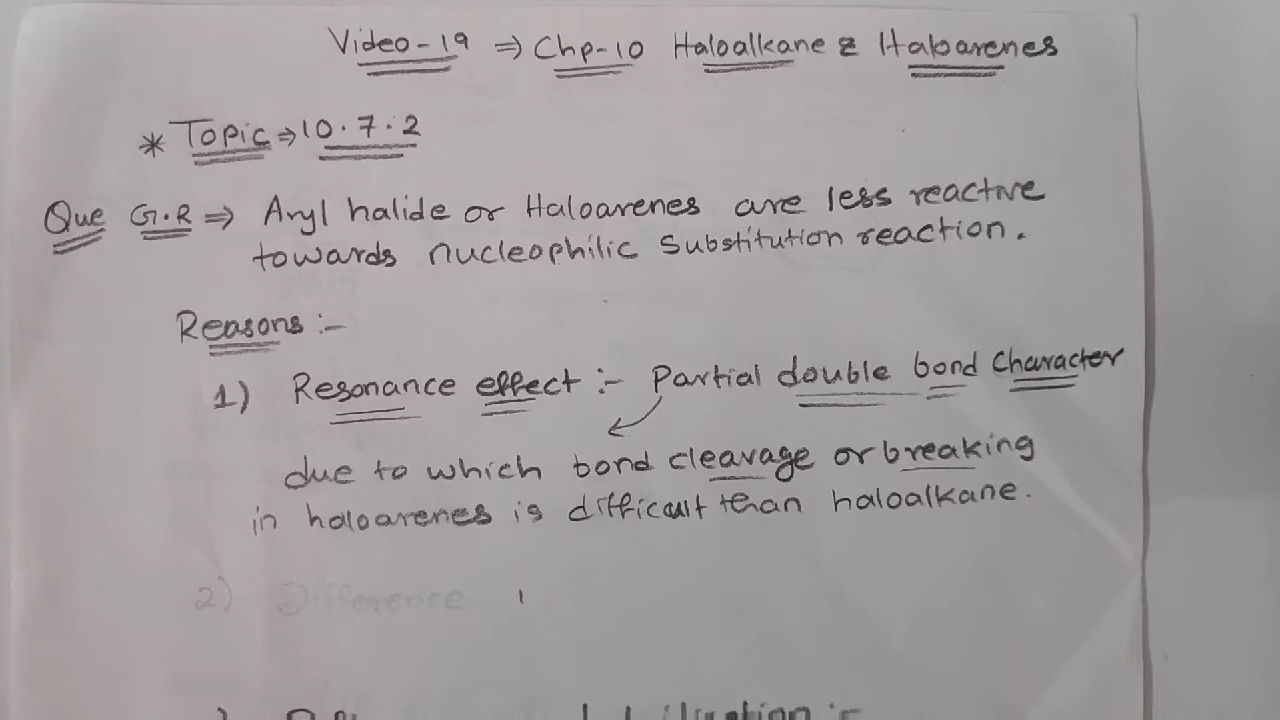 Video-19 ⇒ Chp-10 Haloalkane & Haloarenes
* Topic ⇒ 10.7.2
Que G.R ⇒ Aryl halide or Haloarenes are less reactive
towards nucleophilic substitution reaction.
Reasons :-
1) Resonance effect :- Partial double bond character
due to which bond cleavage or breaking
in haloarenes is difficult than haloalkane.
2) Difference